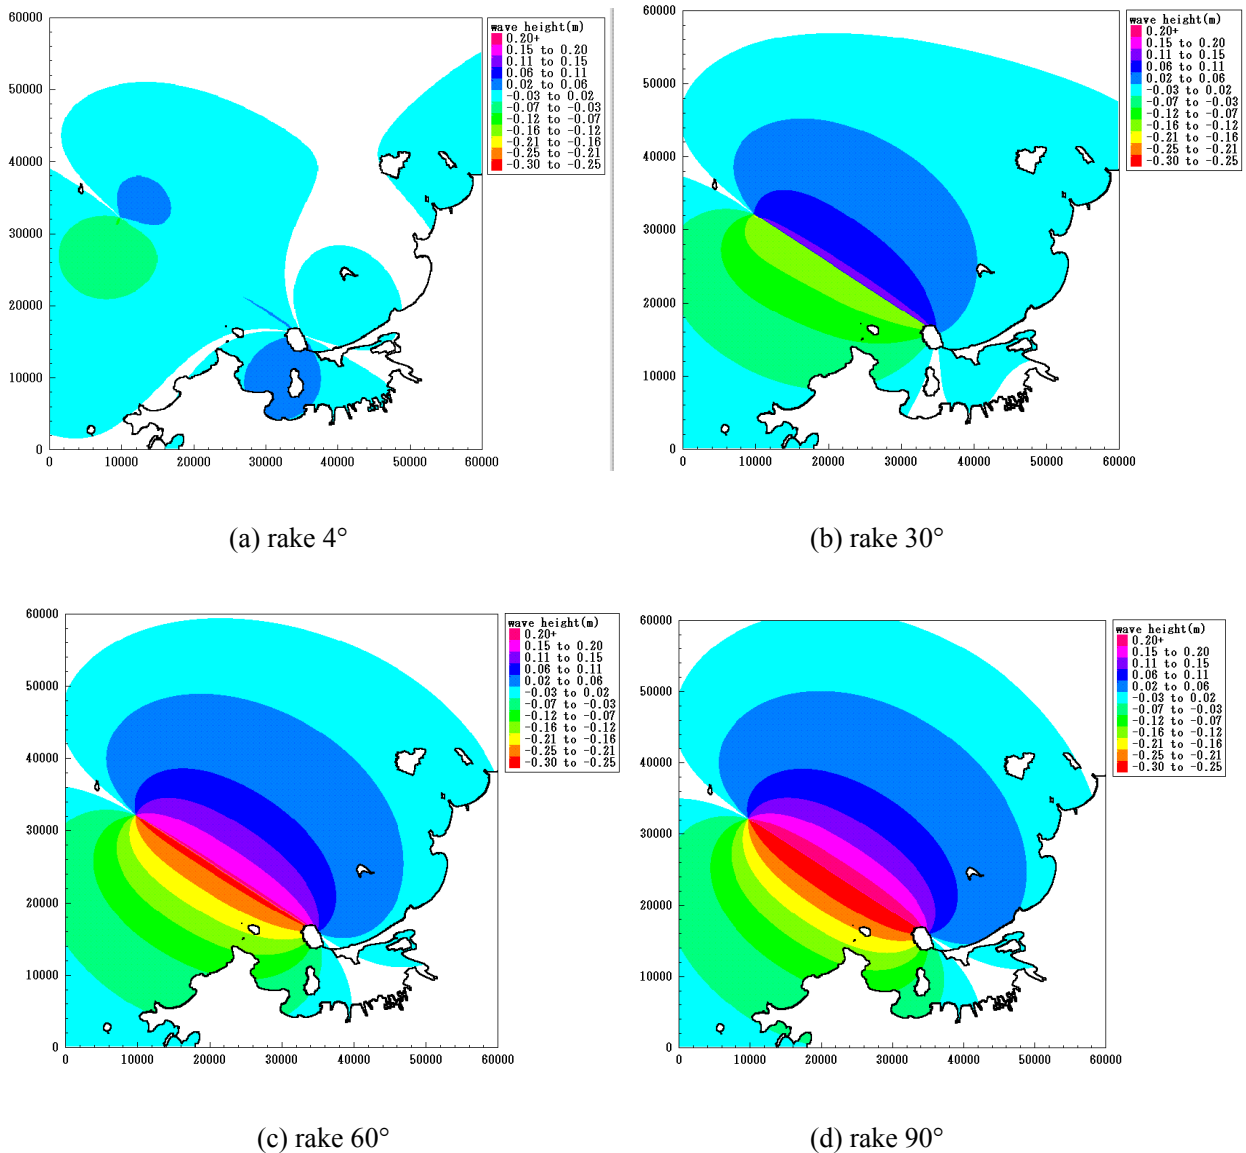 60000
50000
40000
30000
20000
10000
0
0 10000 20000 30000 40000 50000 60000
wave height(m)
0.20+
0.15 to 0.20
0.11 to 0.15
0.06 to 0.11
0.02 to 0.06
-0.03 to 0.02
-0.07 to -0.03
-0.12 to -0.07
-0.16 to -0.12
-0.21 to -0.16
-0.25 to -0.21
-0.30 to -0.25
(a) rake 4°
60000
50000
40000
30000
20000
10000
0
0 10000 20000 30000 40000 50000 60000
wave height(m)
0.20+
0.15 to 0.20
0.11 to 0.15
0.06 to 0.11
0.02 to 0.06
-0.03 to 0.02
-0.07 to -0.03
-0.12 to -0.07
-0.16 to -0.12
-0.21 to -0.16
-0.25 to -0.21
-0.30 to -0.25
(b) rake 30°
60000
50000
40000
30000
20000
10000
0
0 10000 20000 30000 40000 50000 60000
wave height(m)
0.20+
0.15 to 0.20
0.11 to 0.15
0.06 to 0.11
0.02 to 0.06
-0.03 to 0.02
-0.07 to -0.03
-0.12 to -0.07
-0.16 to -0.12
-0.21 to -0.16
-0.25 to -0.21
-0.30 to -0.25
(c) rake 60°
60000
50000
40000
30000
20000
10000
0
0 10000 20000 30000 40000 50000 60000
wave height(m)
0.20+
0.15 to 0.20
0.11 to 0.15
0.06 to 0.11
0.02 to 0.06
-0.03 to 0.02
-0.07 to -0.03
-0.12 to -0.07
-0.16 to -0.12
-0.21 to -0.16
-0.25 to -0.21
-0.30 to -0.25
(d) rake 90°